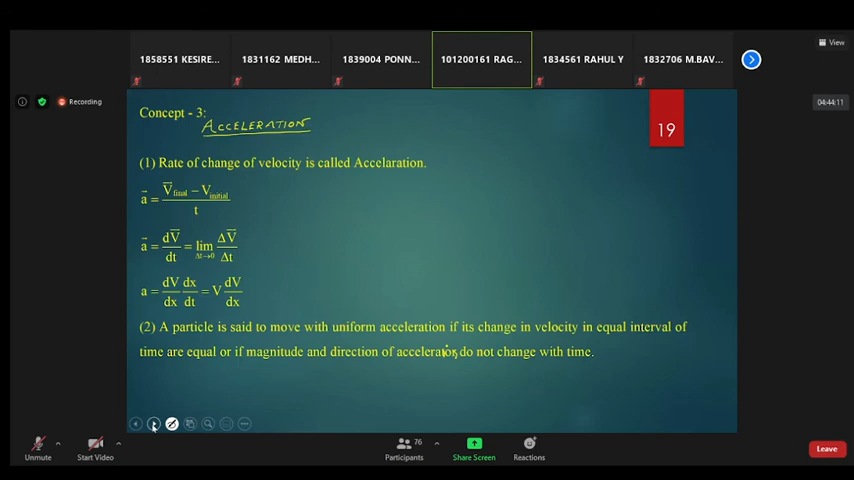 View
1858551 KESIRE...
1831162 MEDH...
1839004 PONN...
101200161 RAG...
1834561 RAHUL Y
1832706 M.BAV...
Recording
04:44:11
Concept - 3:
ACCELERATION
19
(1) Rate of change of velocity is called Accelaration.
a⃗ = (V̅final − Vinitial) / t
a⃗ = dV̅/dt = lim Δt→0 ΔV̅/Δt
a = dV/dx dx/dt = V dV/dx
(2) A particle is said to move with uniform acceleration if its change in velocity in equal interval of
time are equal or if magnitude and direction of accelerator do not change with time.
Unmute
Start Video
76
Participants
Share Screen
Reactions
Leave